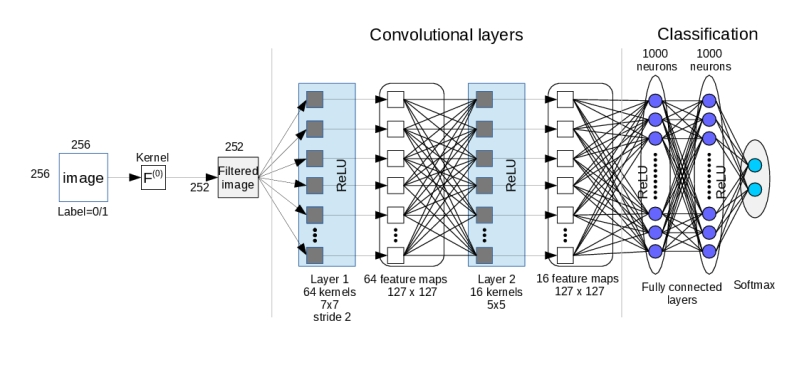 Convolutional layers
Classification
1000
neurons
1000
neurons
256
256
image
Label=0/1
Kernel
F(0)
252
252
Filtered
image
ReLU
ReLU
ReLU
ReLU
Layer 1
64 kernels
7x7
stride 2
64 feature maps
127 x 127
Layer 2
16 kernels
5x5
16 feature maps
127 x 127
Fully connected
layers
Softmax